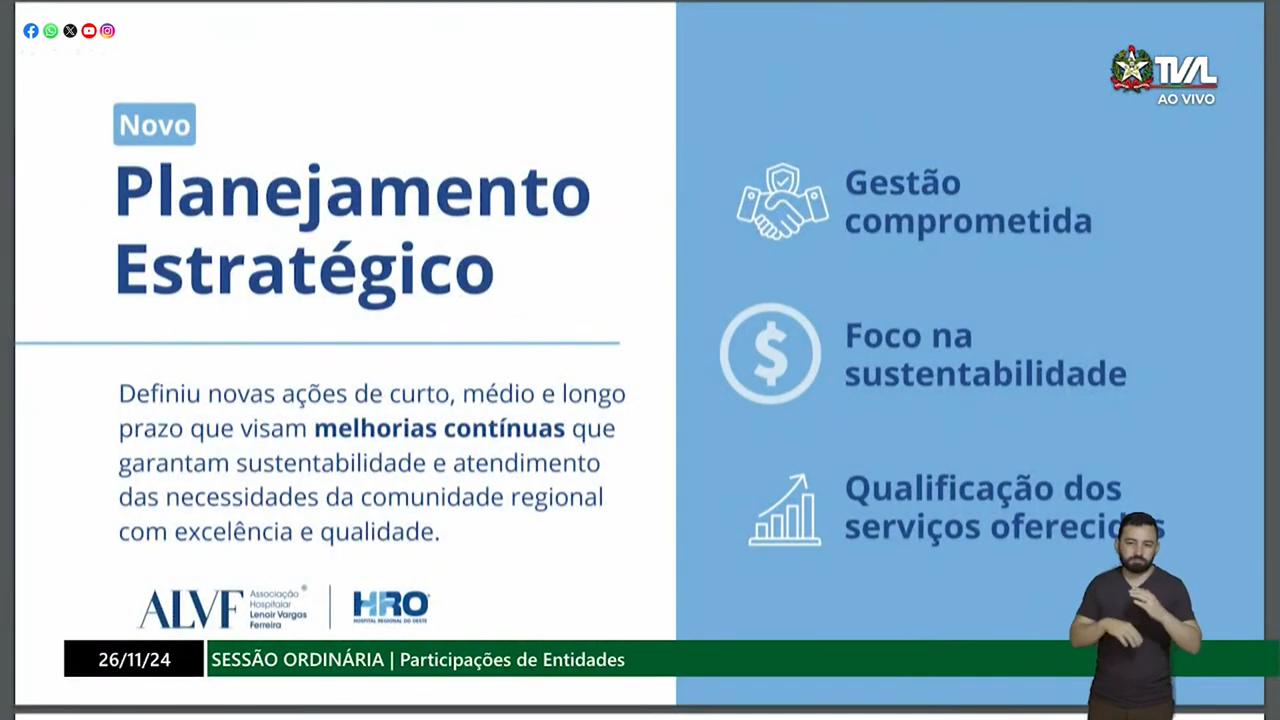 TVAL
AO VIVO
Novo
Planejamento
Estratégico
Definiu novas ações de curto, médio e longo
prazo que visam melhorias contínuas que
garantam sustentabilidade e atendimento
das necessidades da comunidade regional
com excelência e qualidade.
Gestão
comprometida
Foco na
sustentabilidade
Qualificação dos
serviços oferecidos
ALVF
Associação
Hospitalar
Lenoir Vargas
Ferreira
HRO
HOSPITAL REGIONAL DO OESTE
26/11/24
SESSÃO ORDINÁRIA | Participações de Entidades